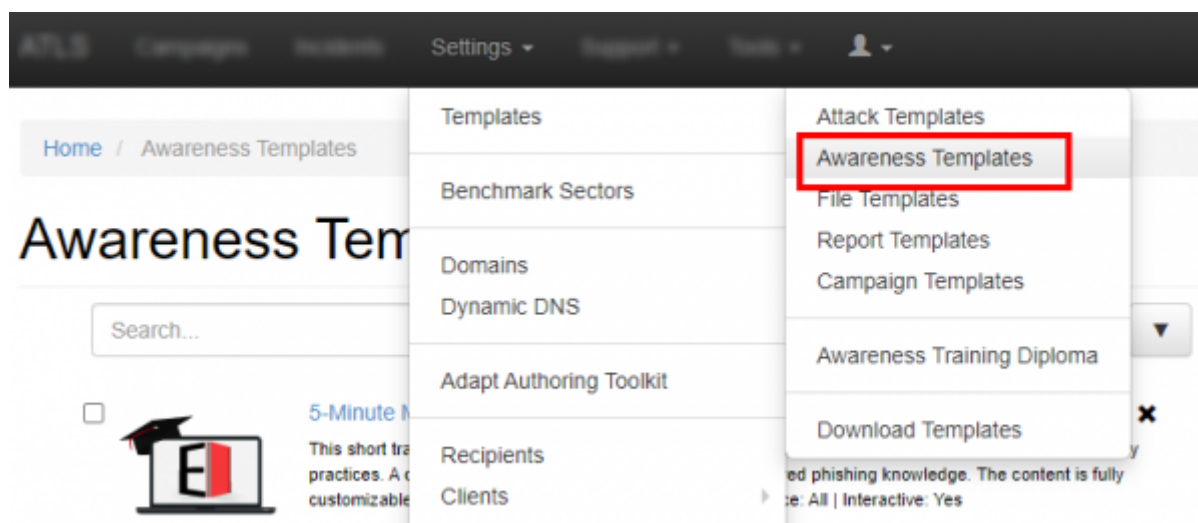 Settings
Home / Awareness Templates
Awareness Tem
Search...
5-Minute M
This short tra
practices. A c
customizable
Templates
Benchmark Sectors
Domains
Dynamic DNS
Adapt Authoring Toolkit
Recipients
Clients
Attack Templates
Awareness Templates
File Templates
Report Templates
Campaign Templates
Awareness Training Diploma
Download Templates
y
ed phishing knowledge. The content is fully
ce: All | Interactive: Yes